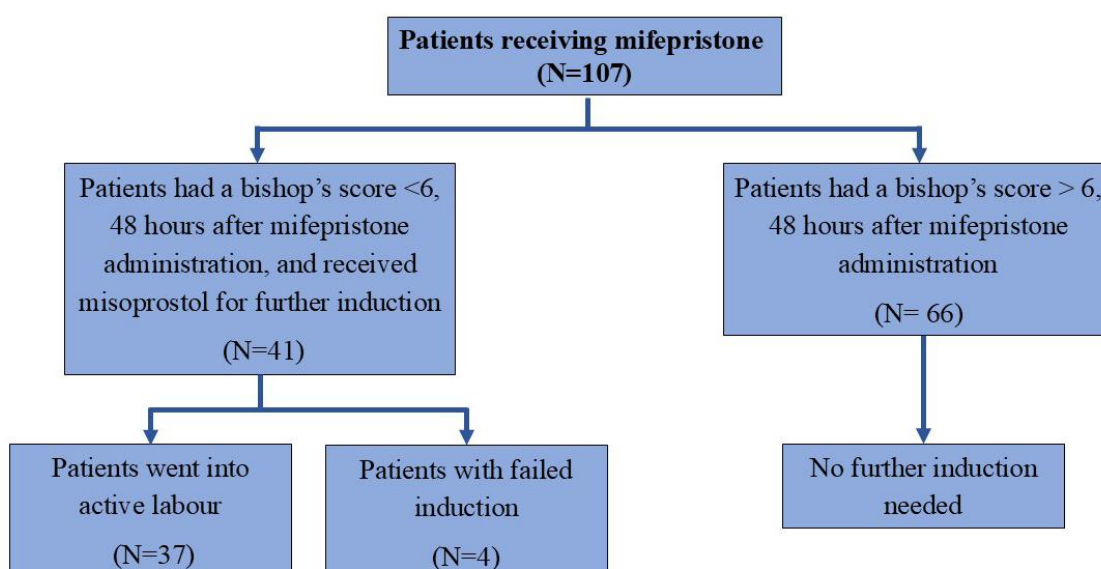 Patients receiving mifepristone
(N=107)
Patients had a bishop's score <6,
48 hours after mifepristone
administration, and received
misoprostol for further induction
(N=41)
Patients had a bishop's score > 6,
48 hours after mifepristone
administration
(N= 66)
Patients went into
active labour
(N=37)
Patients with failed
induction
(N=4)
No further induction
needed